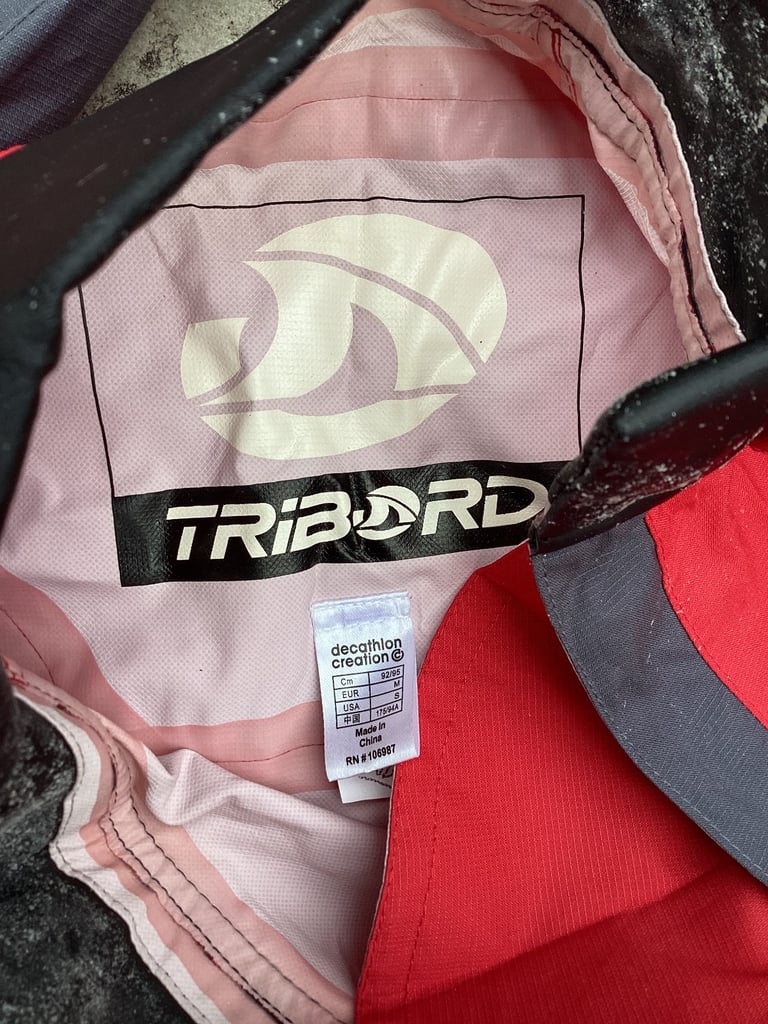 TRIBORD
decathlon
creation ©
Cm 92/95
EUR M
USA S
中国 175/94A
Made in
China
RN # 106987